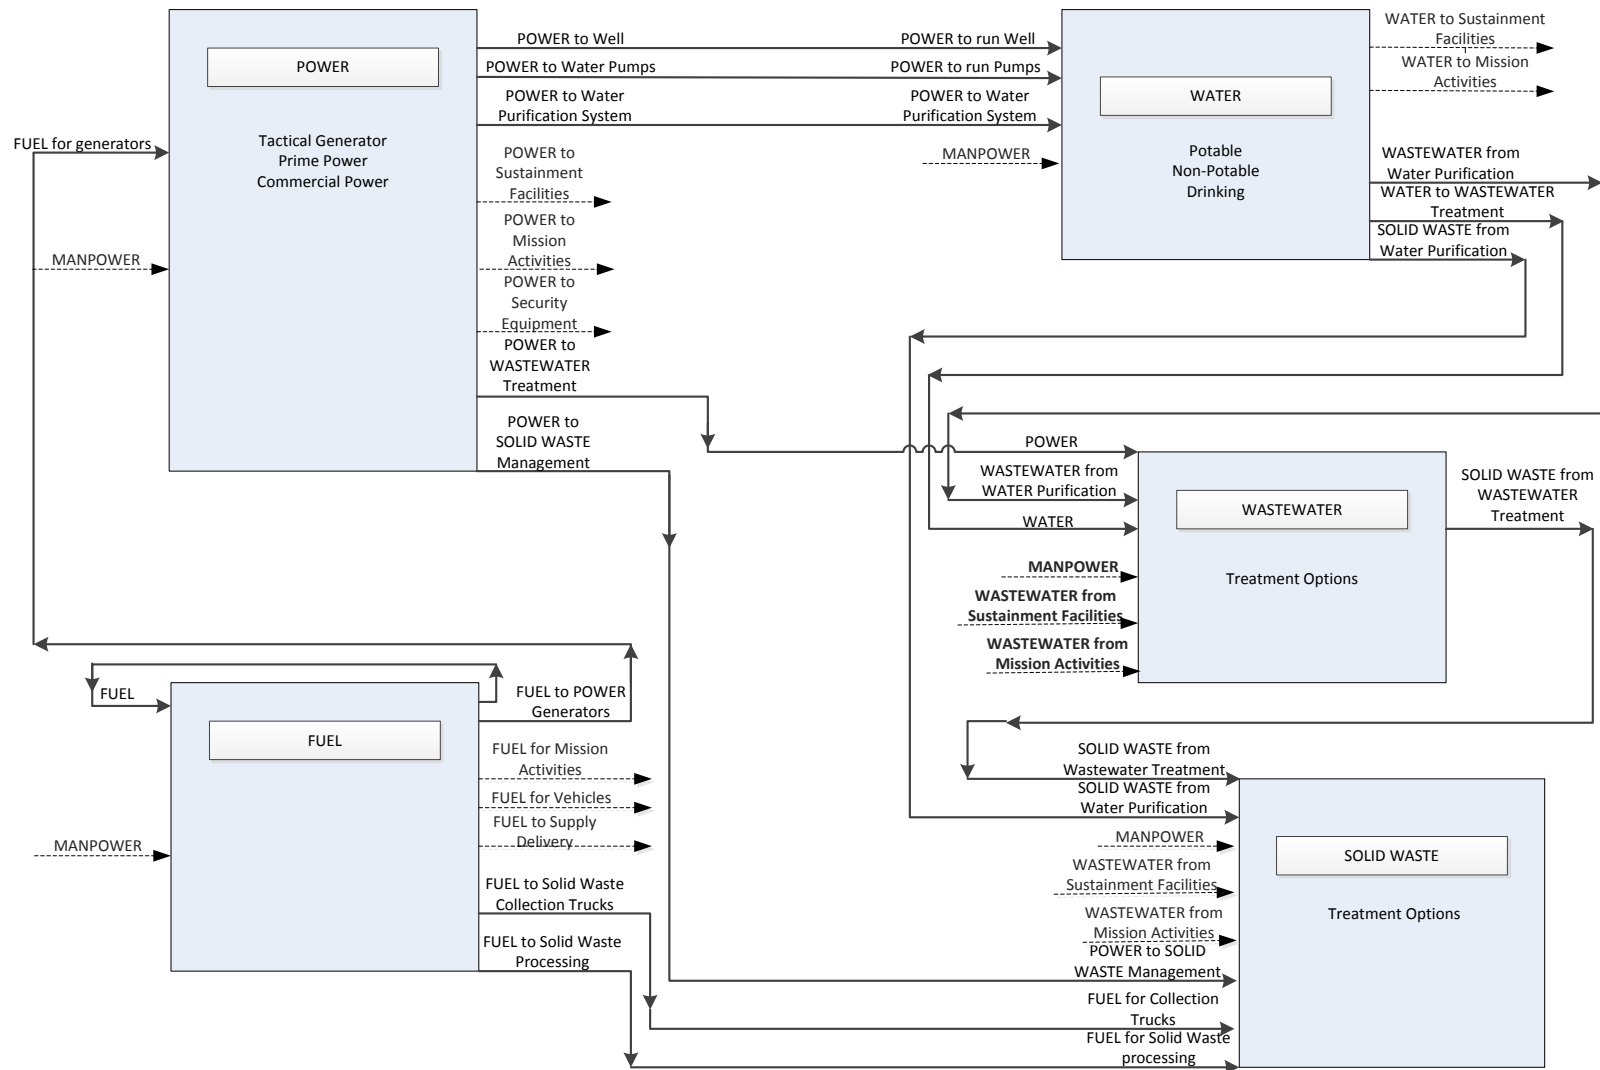 POWER
Tactical Generator
Prime Power
Commercial Power
FUEL for generators
MANPOWER
POWER to Well
POWER to Water Pumps
POWER to Water
Purification System
POWER to
Sustainment
Facilities
POWER to
Mission
Activities
POWER to
Security
Equipment
POWER to
WASTEWATER
Treatment
POWER to
SOLID WASTE
Management
POWER to run Well
POWER to run Pumps
POWER to Water
Purification System
MANPOWER
WATER
Potable
Non-Potable
Drinking
WATER to Sustainment
Facilities
WATER to Mission
Activities
WASTEWATER from
Water Purification
WATER to WASTEWATER
Treatment
SOLID WASTE from
Water Purification
POWER
WASTEWATER from
WATER Purification
WATER
MANPOWER
WASTEWATER from
Sustainment Facilities
WASTEWATER from
Mission Activities
WASTEWATER
Treatment Options
SOLID WASTE from
WASTEWATER
Treatment
FUEL
MANPOWER
FUEL
FUEL to POWER
Generators
FUEL for Mission
Activities
FUEL for Vehicles
FUEL to Supply
Delivery
FUEL to Solid Waste
Collection Trucks
FUEL to Solid Waste
Processing
SOLID WASTE from
Wastewater Treatment
SOLID WASTE from
Water Purification
MANPOWER
WASTEWATER from
Sustainment Facilities
WASTEWATER from
Mission Activities
POWER to SOLID
WASTE Management
FUEL for Collection
Trucks
FUEL for Solid Waste
processing
SOLID WASTE
Treatment Options